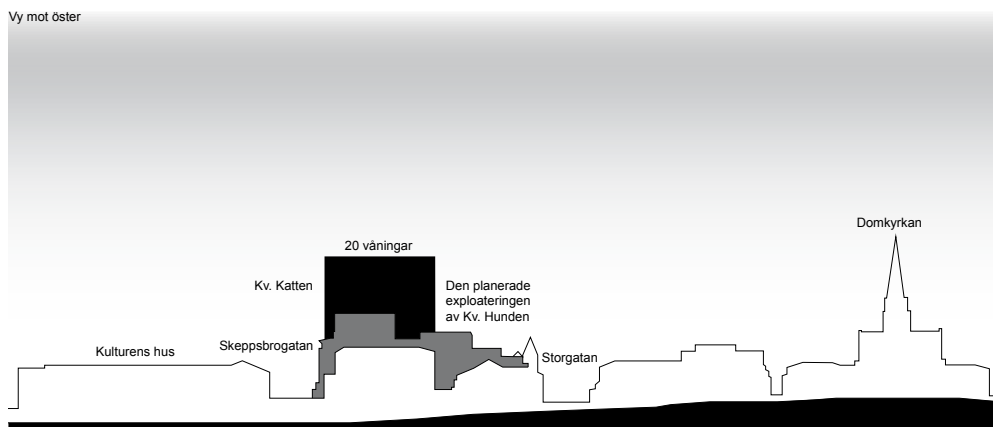 Vy mot öster
Domkyrkan
20 våningar
Kv. Katten
Den planerade
exploateringen
av Kv. Hunden
Kulturens hus
Skeppsbrogatan
Storgatan